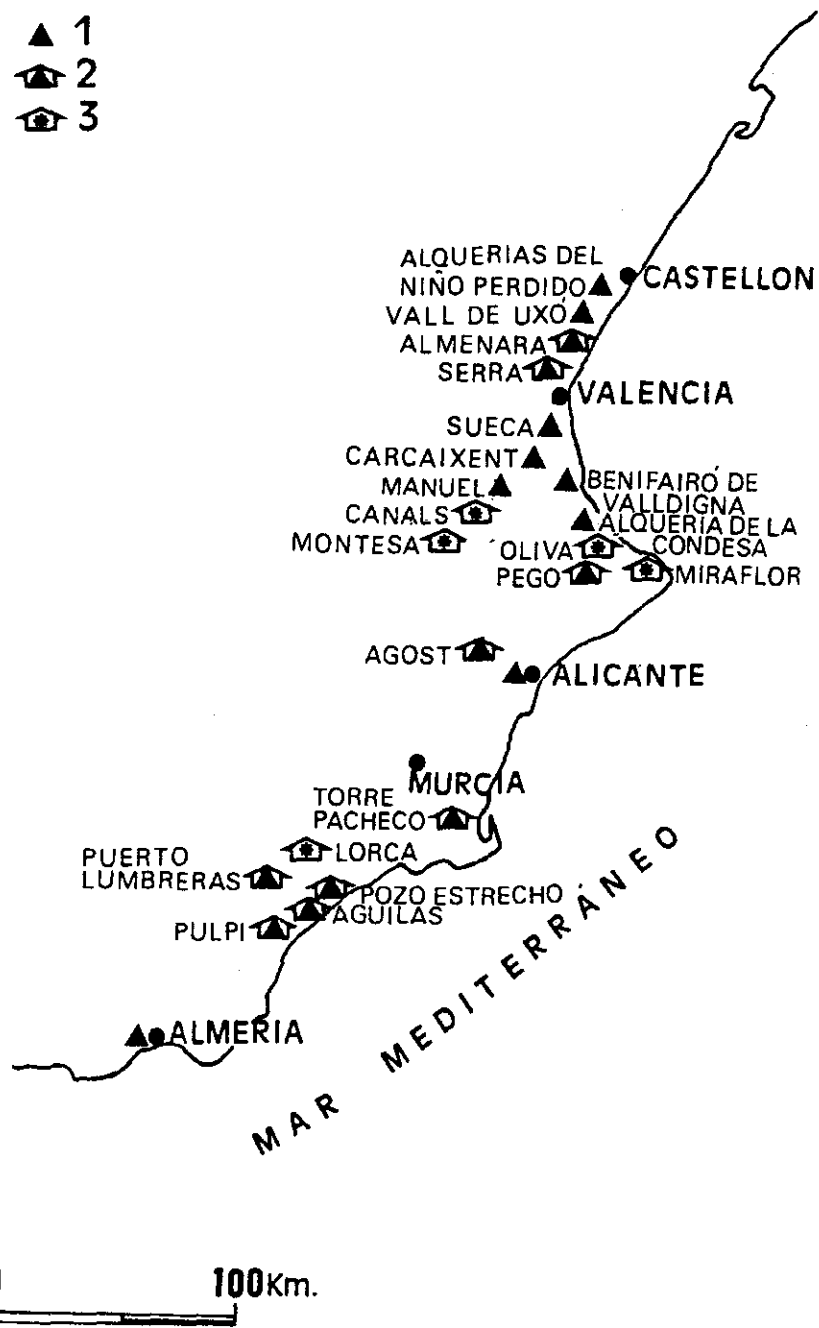 1
2
3
ALQUERIAS DEL
NIÑO PERDIDO
CASTELLON
VALL DE UXÓ
ALMENARA
SERRA
VALENCIA
SUECA
CARCAIXENT
MANUEL
BENIFAIRÓ DE
VALLDIGNA
CANALS
ALQUERIA DE LA
CONDESA
MONTESA
OLIVA
PEGO
MIRAFLOR
AGOST
ALICANTE
MURCIA
TORRE
PACHECO
LORCA
PUERTO
LUMBRERAS
POZO ESTRECHO
AGUILAS
PULPI
ALMERIA
MAR MEDITERRÁNEO
100Km.